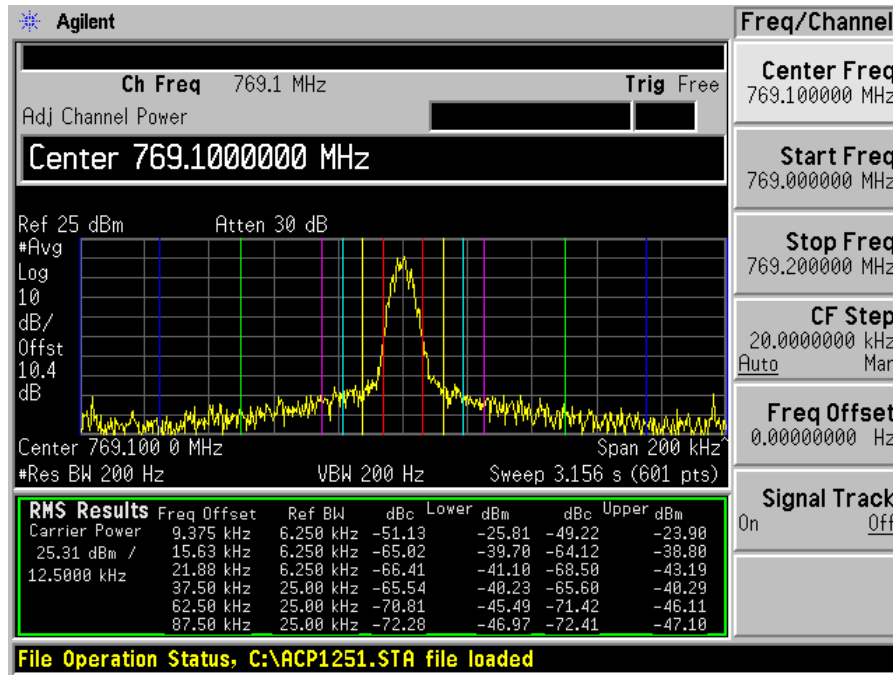 Agilent
Freq/Channel
Ch Freq 769.1 MHz Trig Free
Adj Channel Power
Center 769.1000000 MHz
Ref 25 dBm Atten 30 dB
#Avg
Log
10
dB/
Offst
10.4
dB
Center 769.100 0 MHz Span 200 kHz^
#Res BW 200 Hz VBW 200 Hz Sweep 3.156 s (601 pts)
RMS Results Freq Offset Ref BW dBc Lower dBm dBc Upper dBm
Carrier Power 9.375 kHz 6.250 kHz -51.13 -25.81 -49.22 -23.90
25.31 dBm / 15.63 kHz 6.250 kHz -65.02 -39.70 -64.12 -38.80
12.5000 kHz 21.88 kHz 6.250 kHz -66.41 -41.10 -68.50 -43.19
37.50 kHz 25.00 kHz -65.54 -40.23 -65.60 -40.29
62.50 kHz 25.00 kHz -70.81 -45.49 -71.42 -46.11
87.50 kHz 25.00 kHz -72.28 -46.97 -72.41 -47.10
File Operation Status, C:\ACP1251.STA file loaded
Center Freq
769.100000 MHz
Start Freq
769.000000 MHz
Stop Freq
769.200000 MHz
CF Step
20.0000000 kHz
Auto Man
Freq Offset
0.00000000 Hz
Signal Track
On Off